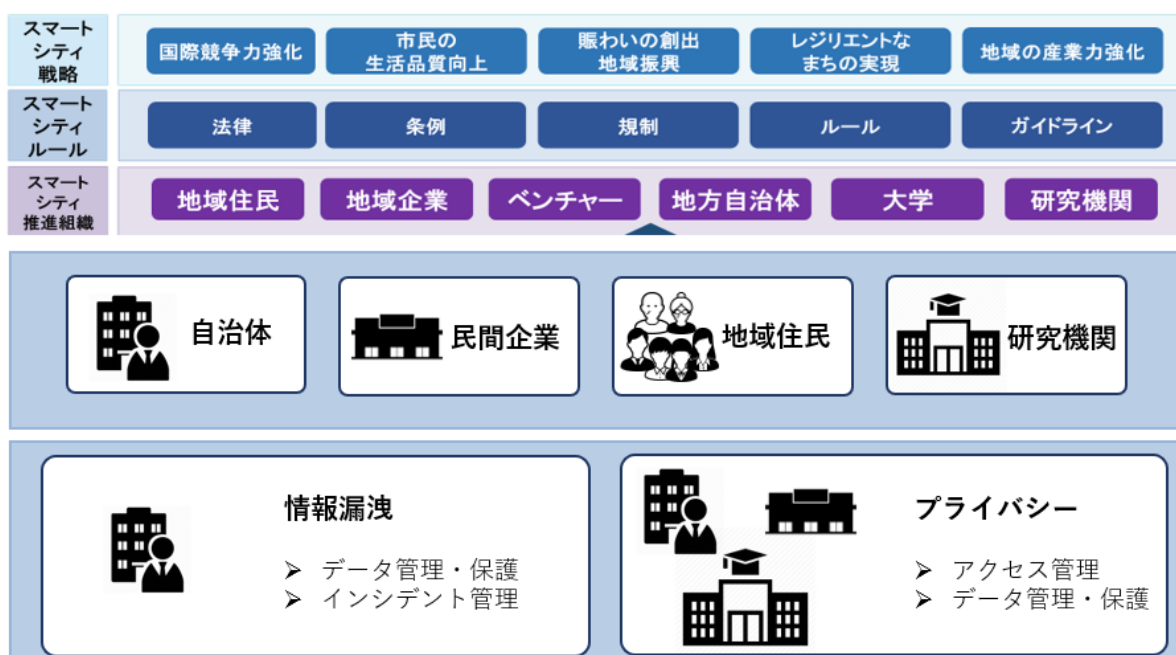 スマート
シティ
戦略
国際競争力強化
市民の
生活品質向上
賑わいの創出
地域振興
レジリエントな
まちの実現
地域の産業力強化
スマート
シティ
ルール
法律
条例
規制
ルール
ガイドライン
スマート
シティ
推進組織
地域住民
地域企業
ベンチャー
地方自治体
大学
研究機関
自治体
民間企業
地域住民
研究機関
情報漏洩
➢ データ管理・保護
➢ インシデント管理
プライバシー
➢ アクセス管理
➢ データ管理・保護